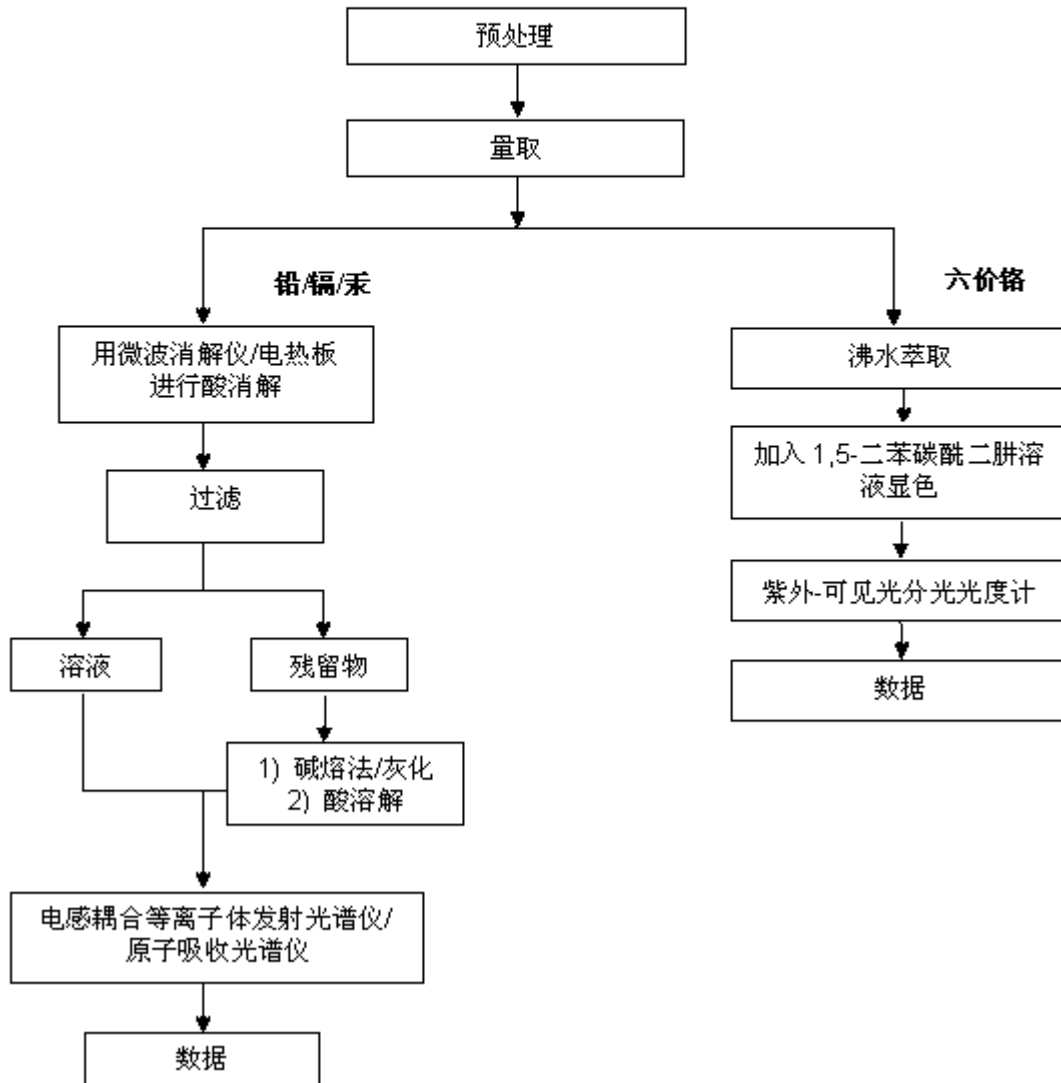 预处理
量取
铅/镉/汞
六价铬
用微波消解仪/电热板
进行酸消解
沸水萃取
加入 1,5-二苯碳酰二肼溶
液显色
过滤
紫外-可见光分光光度计
溶液
残留物
数据
1) 碱熔法/灰化
2) 酸溶解
电感耦合等离子体发射光谱仪/
原子吸收光谱仪
数据